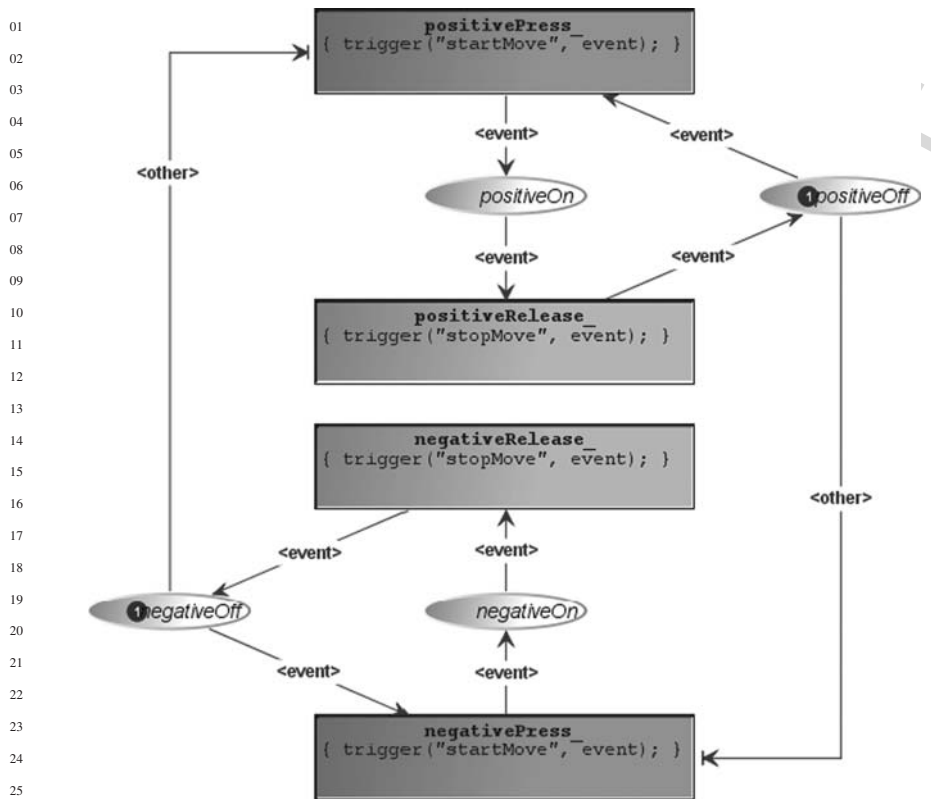 01
positivePress_
02
{ trigger("startMove", event); }
03
04
<event>
<event>
05
<other>
06
positiveOn
1
positiveOff
07
08
<event>
<event>
09
10
positiveRelease_
11
{ trigger("stopMove", event); }
12
13
14
negativeRelease_
15
{ trigger("stopMove", event); }
16
<other>
17
<event>
<event>
18
19
1
negativeOff
negativeOn
20
21
<event>
<event>
22
23
negativePress_
24
{ trigger("startMove", event); }
25